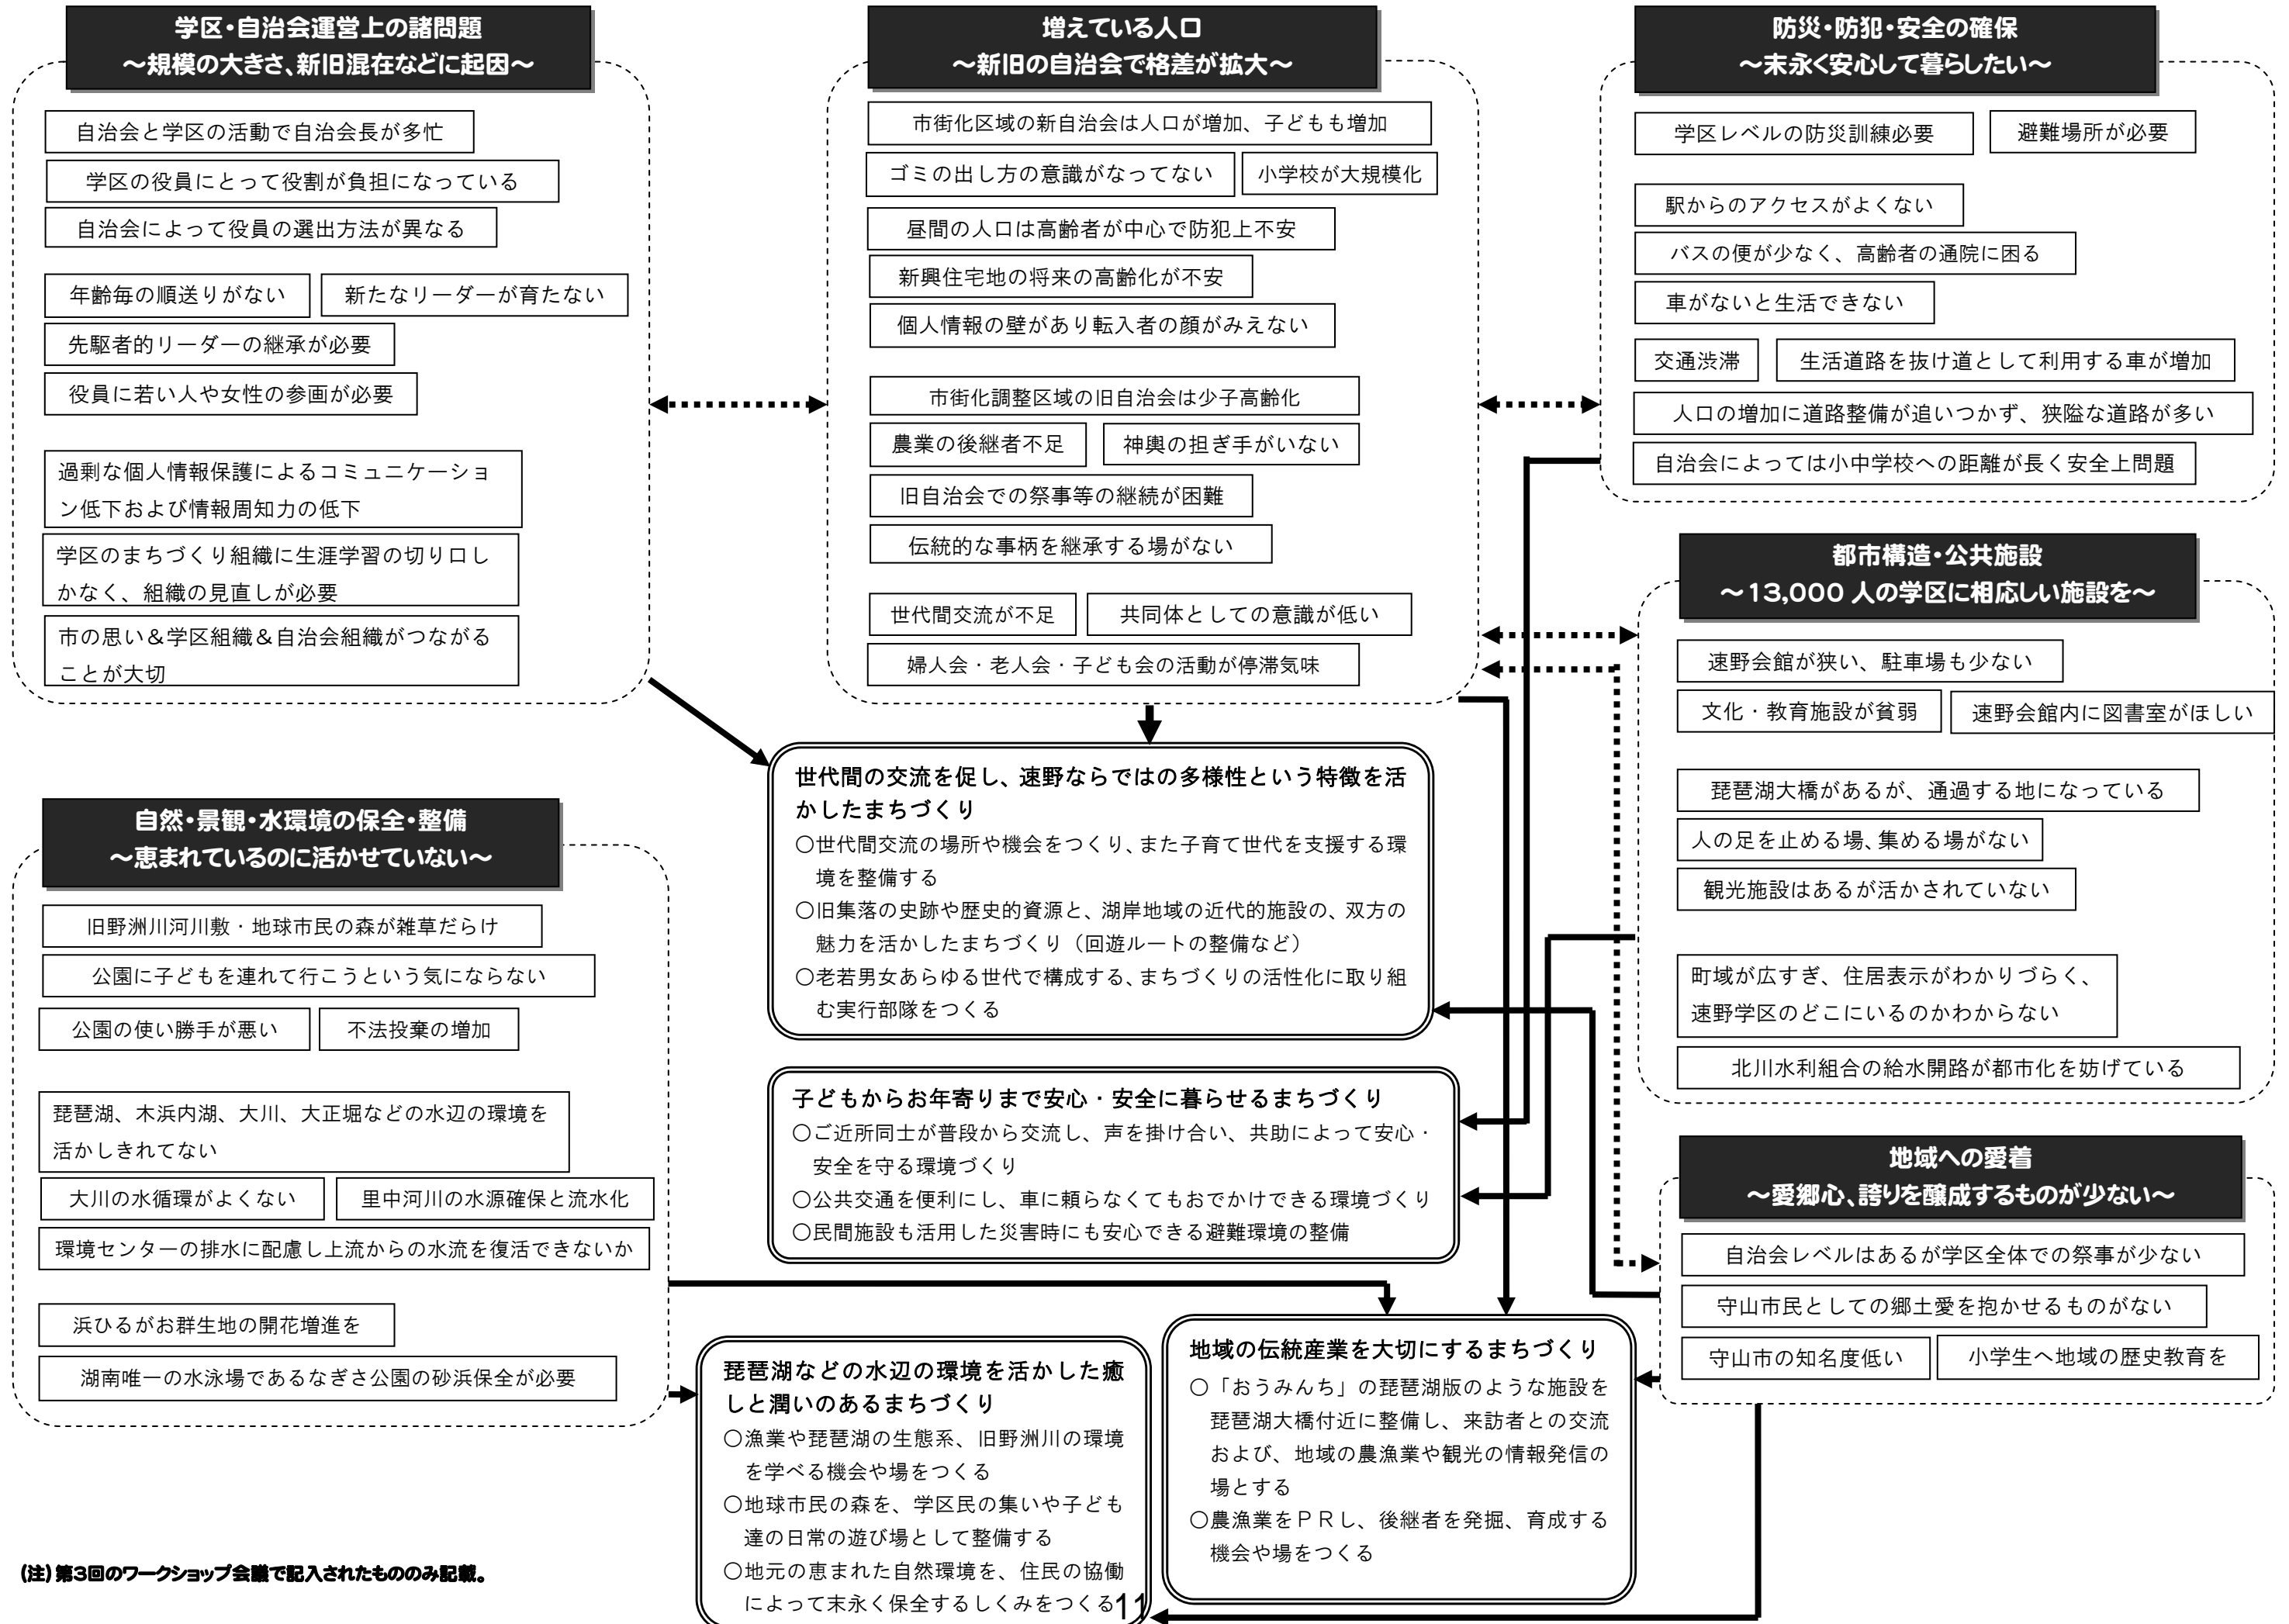 学区・自治会運営上の諸問題
～規模の大きさ、新旧混在などに起因～
自治会と学区の活動で自治会長が多忙
学区の役員にとって役割が負担になっている
自治会によって役員の選出方法が異なる
年齢毎の順送りがない
新たなリーダーが育たない
先駆者的リーダーの継承が必要
役員に若い人や女性の参画が必要
過剰な個人情報保護によるコミュニケーショ
ン低下および情報周知力の低下
学区のまちづくり組織に生涯学習の切り口し
かなく、組織の見直しが必要
市の思い＆学区組織＆自治会組織がつながる
ことが大切
増えている人口
～新旧の自治会で格差が拡大～
市街化区域の新自治会は人口が増加、子どもも増加
ゴミの出し方の意識がなってない
小学校が大規模化
昼間の人口は高齢者が中心で防犯上不安
新興住宅地の将来の高齢化が不安
個人情報の壁があり転入者の顔がみえない
市街化調整区域の旧自治会は少子高齢化
農業の後継者不足
神輿の担ぎ手がいない
旧自治会での祭事等の継続が困難
伝統的な事柄を継承する場がない
世代間交流が不足
共同体としての意識が低い
婦人会・老人会・子ども会の活動が停滞気味
防災・防犯・安全の確保
～末永く安心して暮らしたい～
学区レベルの防災訓練必要
避難場所が必要
駅からのアクセスがよくない
バスの便が少なく、高齢者の通院に困る
車がないと生活できない
交通渋滞
生活道路を抜け道として利用する車が増加
人口の増加に道路整備が追いつかず、狭隘な道路が多い
自治会によっては小中学校への距離が長く安全上問題
都市構造・公共施設
～13,000 人の学区に相応しい施設を～
速野会館が狭い、駐車場も少ない
文化・教育施設が貧弱
速野会館内に図書室がほしい
琵琶湖大橋があるが、通過する地になっている
人の足を止める場、集める場がない
観光施設はあるが活かされていない
町域が広すぎ、住居表示がわかりづらく、
速野学区のどこにいるのかわからない
北川水利組合の給水開路が都市化を妨げている
自然・景観・水環境の保全・整備
～恵まれているのに活かせていない～
旧野洲川河川敷・地球市民の森が雑草だらけ
公園に子どもを連れて行こうという気にならない
公園の使い勝手が悪い
不法投棄の増加
琵琶湖、木浜内湖、大川、大正堀などの水辺の環境を
活かしきれてない
大川の水循環がよくない
里中河川の水源確保と流水化
環境センターの排水に配慮し上流からの水流を復活できないか
浜ひるがお群生地の開花増進を
湖南唯一の水泳場であるなぎさ公園の砂浜保全が必要
世代間の交流を促し、速野ならではの多様性という特徴を活
かしたまちづくり
○世代間交流の場所や機会をつくり、また子育て世代を支援する環
境を整備する
○旧集落の史跡や歴史的資源と、湖岸地域の近代的施設の、双方の
魅力を活かしたまちづくり（回遊ルートの整備など）
○老若男女あらゆる世代で構成する、まちづくりの活性化に取り組
む実行部隊をつくる
子どもからお年寄りまで安心・安全に暮らせるまちづくり
○ご近所同士が普段から交流し、声を掛け合い、共助によって安心・
安全を守る環境づくり
○公共交通を便利にし、車に頼らなくてもおでかけできる環境づくり
○民間施設も活用した災害時にも安心できる避難環境の整備
地域への愛着
～愛郷心、誇りを醸成するものが少ない～
自治会レベルはあるが学区全体での祭事が少ない
守山市民としての郷土愛を抱かせるものがない
守山市の知名度低い
小学生へ地域の歴史教育を
琵琶湖などの水辺の環境を活かした癒
しと潤いのあるまちづくり
○漁業や琵琶湖の生態系、旧野洲川の環境
を学べる機会や場をつくる
○地球市民の森を、学区民の集いや子ども
達の日常の遊び場として整備する
○地元の恵まれた自然環境を、住民の協働
によって末永く保全するしくみをつくる
地域の伝統産業を大切にするまちづくり
○「おうみんち」の琵琶湖版のような施設を
琵琶湖大橋付近に整備し、来訪者との交流
および、地域の農漁業や観光の情報発信の
場とする
○農漁業をＰＲし、後継者を発掘、育成する
機会や場をつくる
（注）第3回のワークショップ会議で記入されたもののみ記載。
11